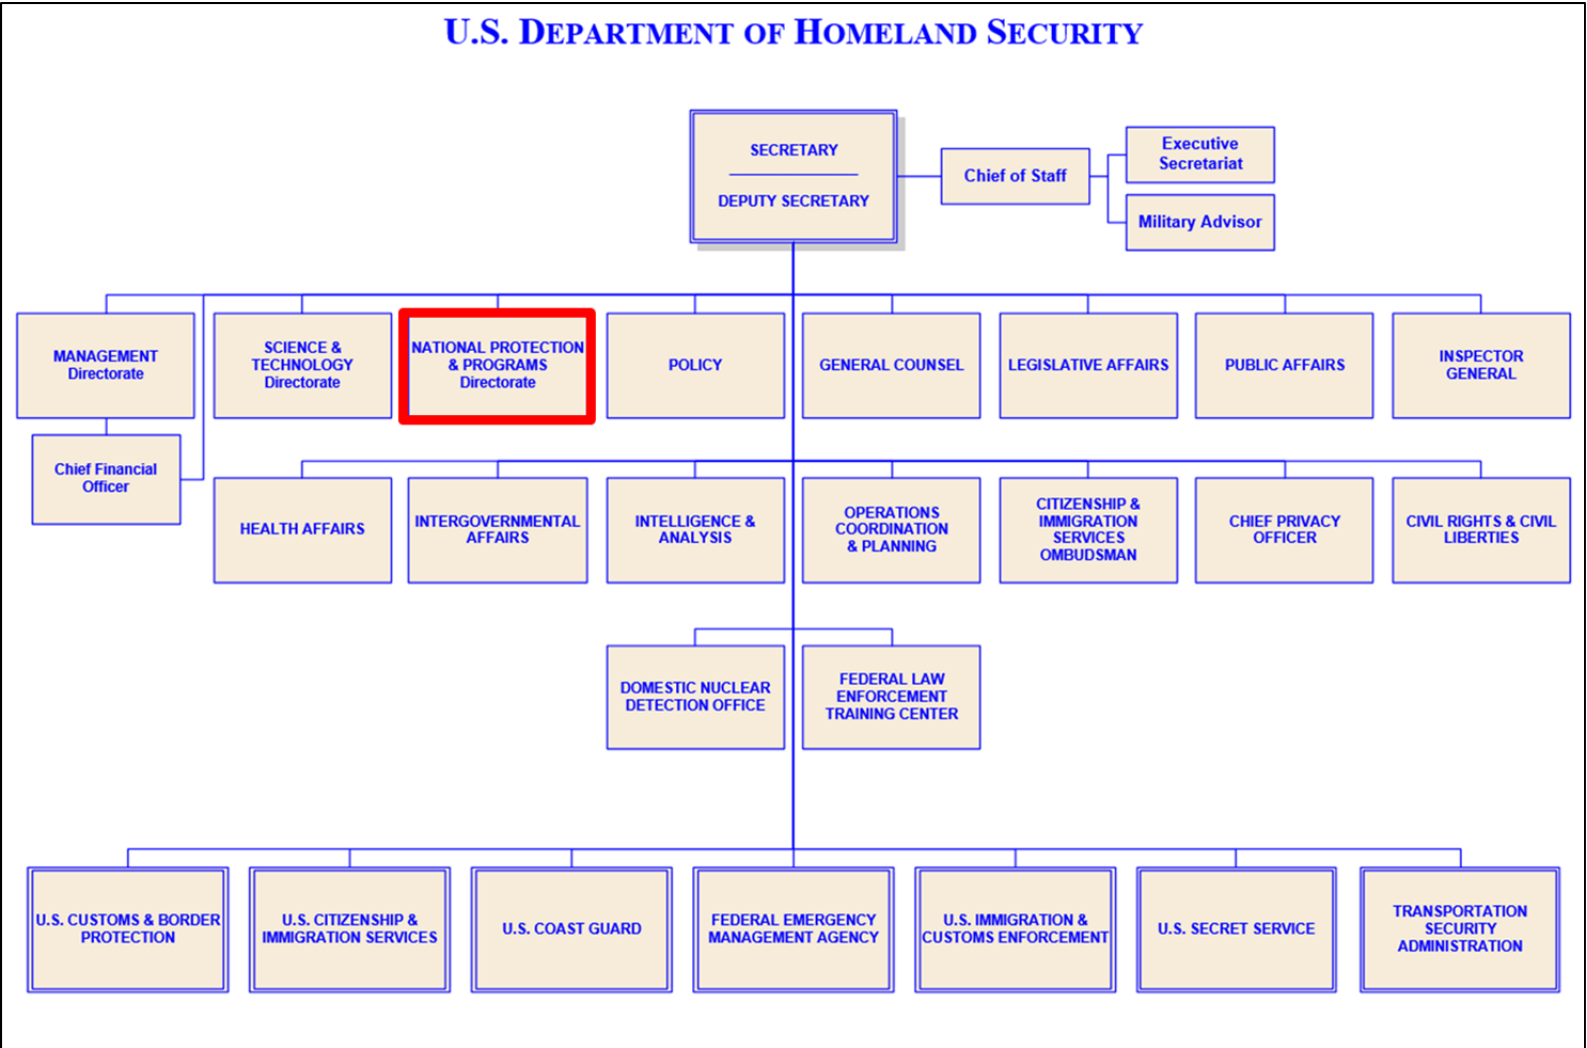 U.S. DEPARTMENT OF HOMELAND SECURITY
SECRETARY
DEPUTY SECRETARY
Chief of Staff
Executive
Secretariat
Military Advisor
MANAGEMENT
Directorate
SCIENCE &
TECHNOLOGY
Directorate
NATIONAL PROTECTION
& PROGRAMS
Directorate
POLICY
GENERAL COUNSEL
LEGISLATIVE AFFAIRS
PUBLIC AFFAIRS
INSPECTOR
GENERAL
Chief Financial
Officer
HEALTH AFFAIRS
INTERGOVERNMENTAL
AFFAIRS
INTELLIGENCE &
ANALYSIS
OPERATIONS
COORDINATION
& PLANNING
CITIZENSHIP &
IMMIGRATION
SERVICES
OMBUDSMAN
CHIEF PRIVACY
OFFICER
CIVIL RIGHTS & CIVIL
LIBERTIES
DOMESTIC NUCLEAR
DETECTION OFFICE
FEDERAL LAW
ENFORCEMENT
TRAINING CENTER
U.S. CUSTOMS & BORDER
PROTECTION
U.S. CITIZENSHIP &
IMMIGRATION SERVICES
U.S. COAST GUARD
FEDERAL EMERGENCY
MANAGEMENT AGENCY
U.S. IMMIGRATION &
CUSTOMS ENFORCEMENT
U.S. SECRET SERVICE
TRANSPORTATION
SECURITY
ADMINISTRATION